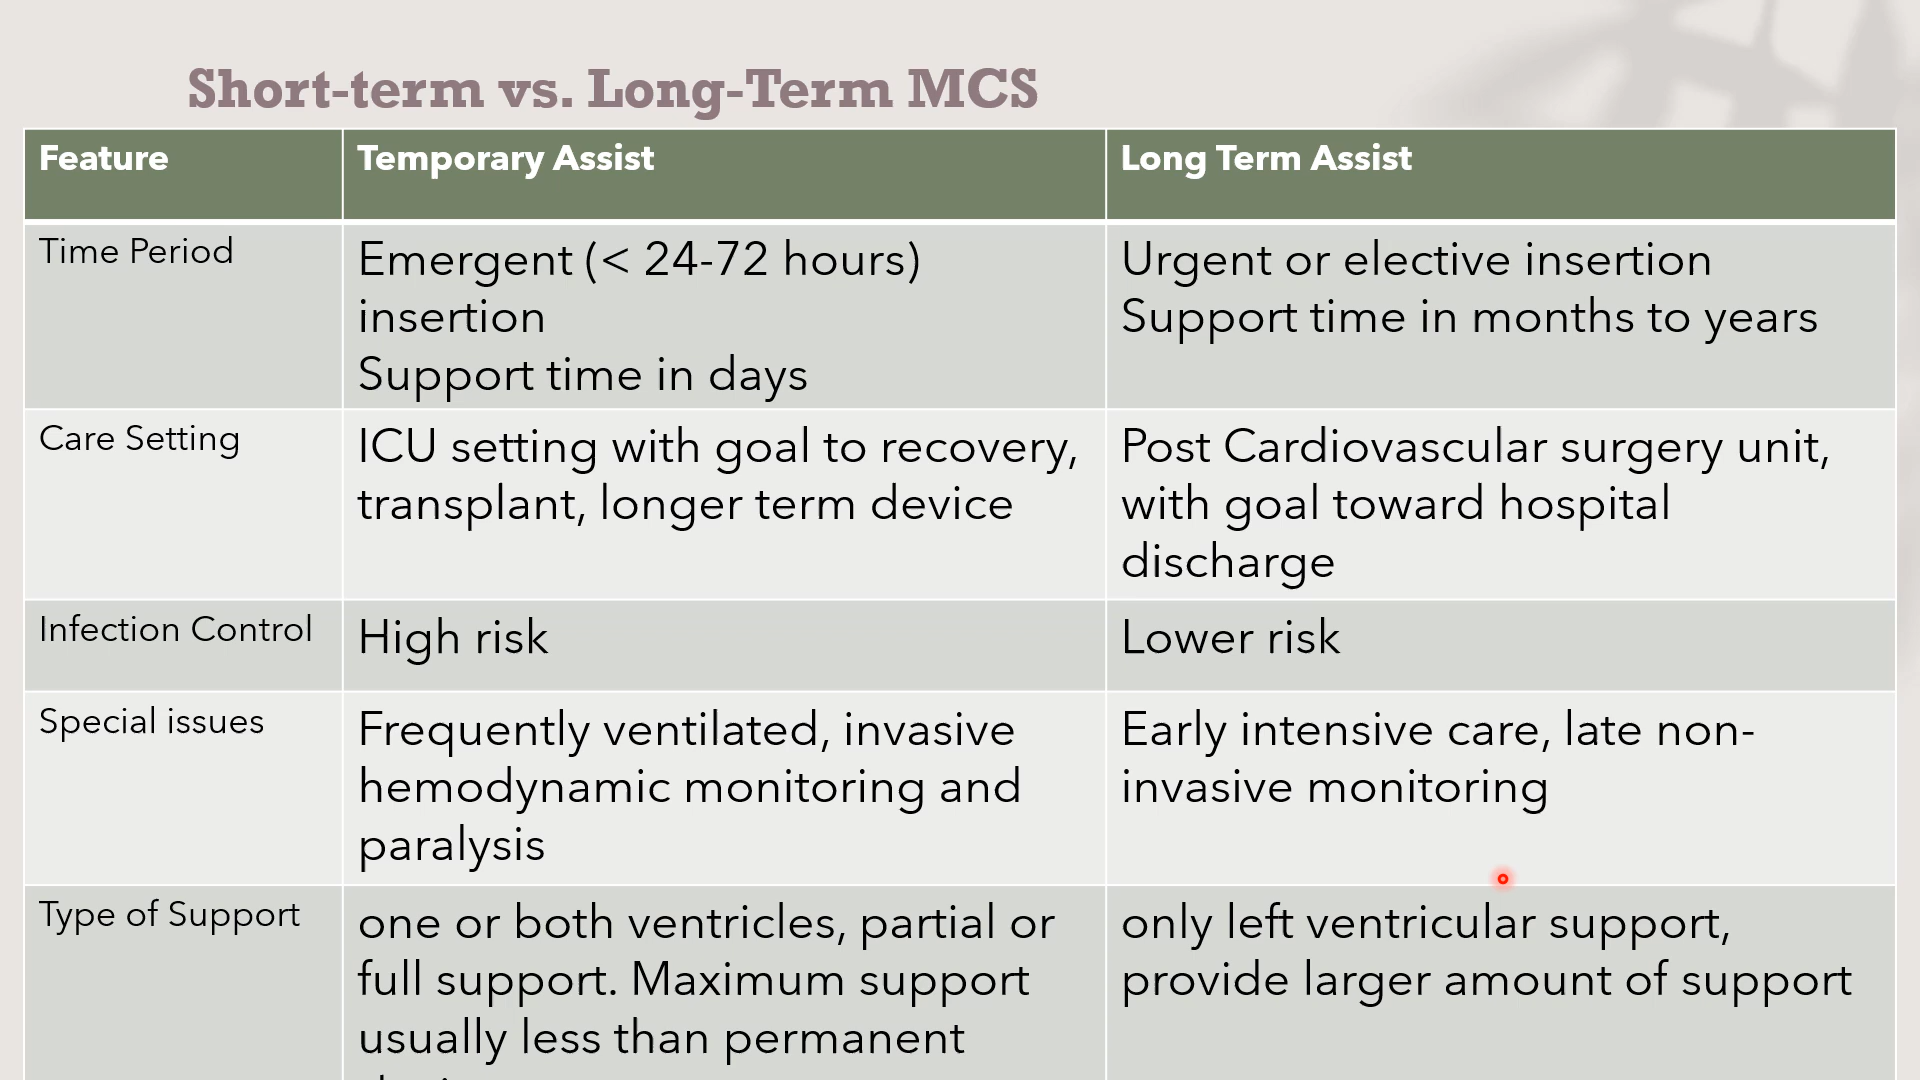 Short-term vs. Long-Term MCS
Feature
Temporary Assist
Long Term Assist
Time Period
Emergent (< 24-72 hours)
insertion
Support time in days
Urgent or elective insertion
Support time in months to years
Care Setting
ICU setting with goal to recovery,
transplant, longer term device
Post Cardiovascular surgery unit,
with goal toward hospital
discharge
Infection Control
High risk
Lower risk
Special issues
Frequently ventilated, invasive
hemodynamic monitoring and
paralysis
Early intensive care, late non-
invasive monitoring
Type of Support
one or both ventricles, partial or
full support. Maximum support
usually less than permanent
only left ventricular support,
provide larger amount of support